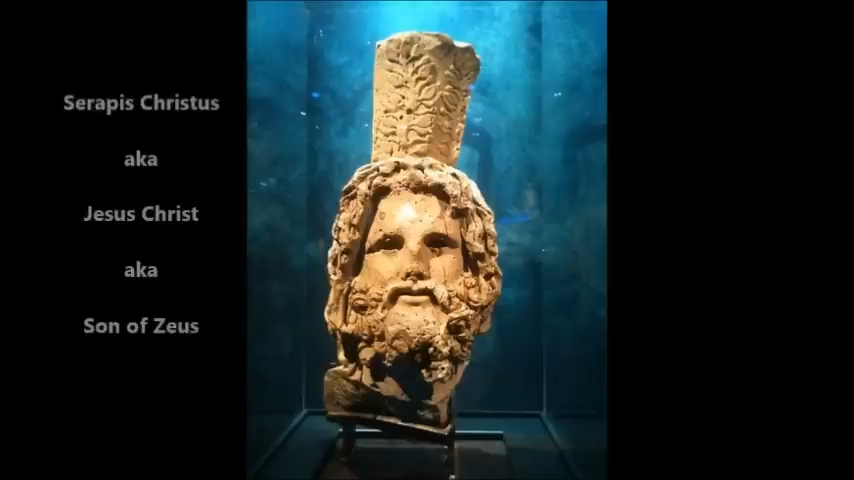 Serapis Christus
aka
Jesus Christ
aka
Son of Zeus